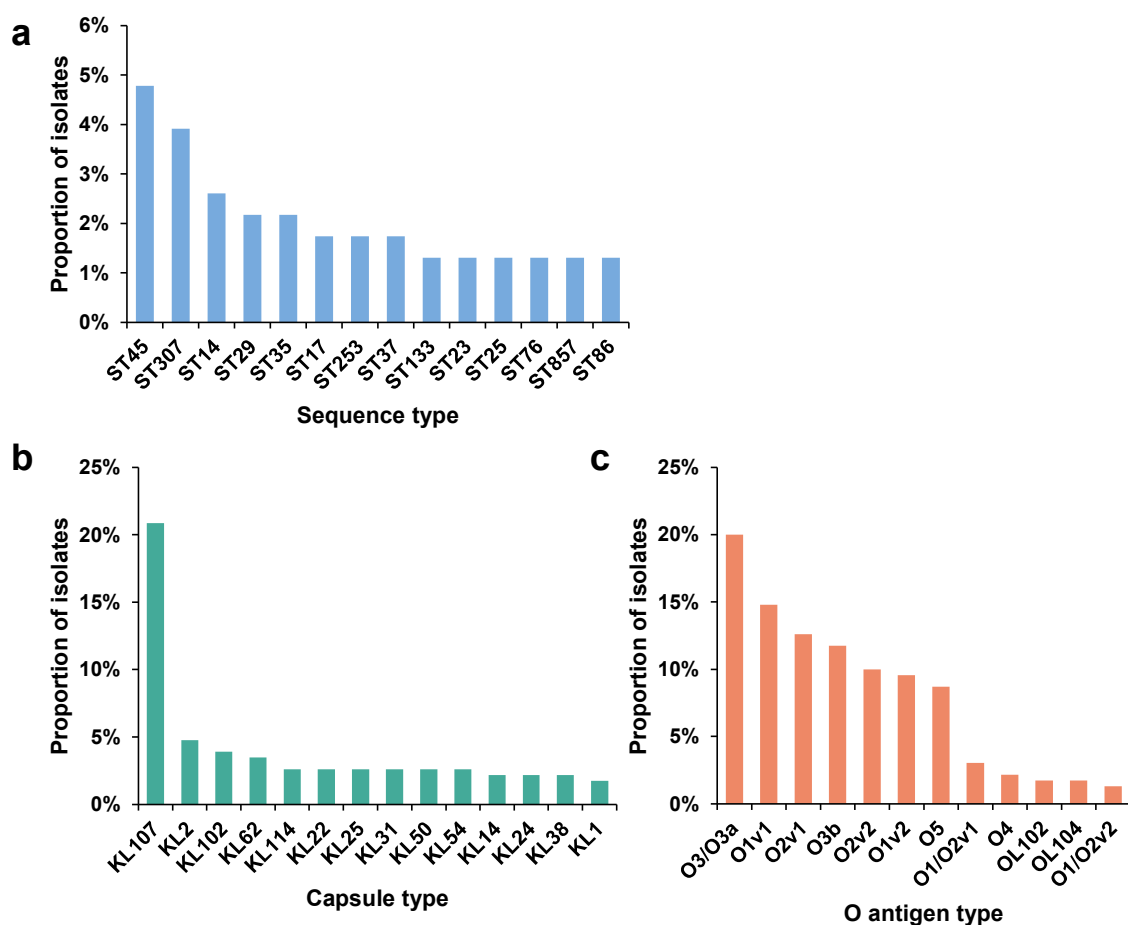 a
Proportion of isolates
6%
5%
4%
3%
2%
1%
0%
ST45
ST307
ST14
ST29
ST35
ST17
ST253
ST37
ST133
ST23
ST25
ST76
ST857
ST86
Sequence type
b
Proportion of isolates
25%
20%
15%
10%
5%
0%
KL107
KL2
KL102
KL62
KL114
KL22
KL25
KL31
KL50
KL54
KL14
KL24
KL38
KL1
Capsule type
c
Proportion of isolates
25%
20%
15%
10%
5%
0%
O3/O3a
O1v1
O2v1
O3b
O2v2
O1v2
O5
O1/O2v1
O4
OL102
OL104
O1/O2v2
O antigen type